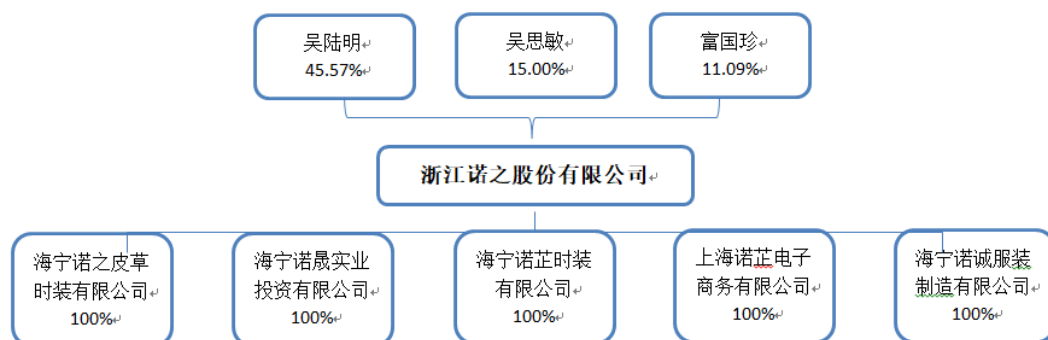 吴陆明
45.57%
吴思敏
15.00%
富国珍
11.09%
浙江诺之股份有限公司
海宁诺之皮草
时装有限公司
100%
海宁诺晟实业
投资有限公司
100%
海宁诺芷时装
有限公司
100%
上海诺芷电子
商务有限公司
100%
海宁诺诚服装
制造有限公司
100%